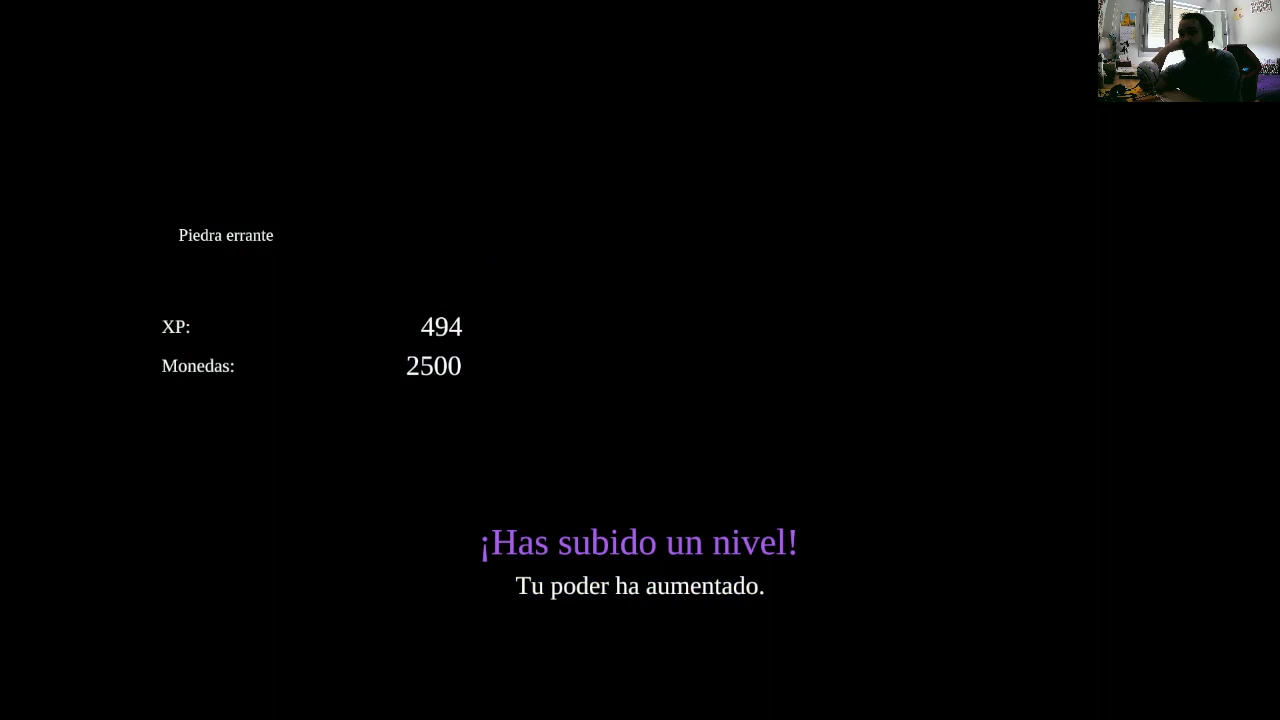 Piedra errante
XP: 494
Monedas: 2500
¡Has subido un nivel!
Tu poder ha aumentado.